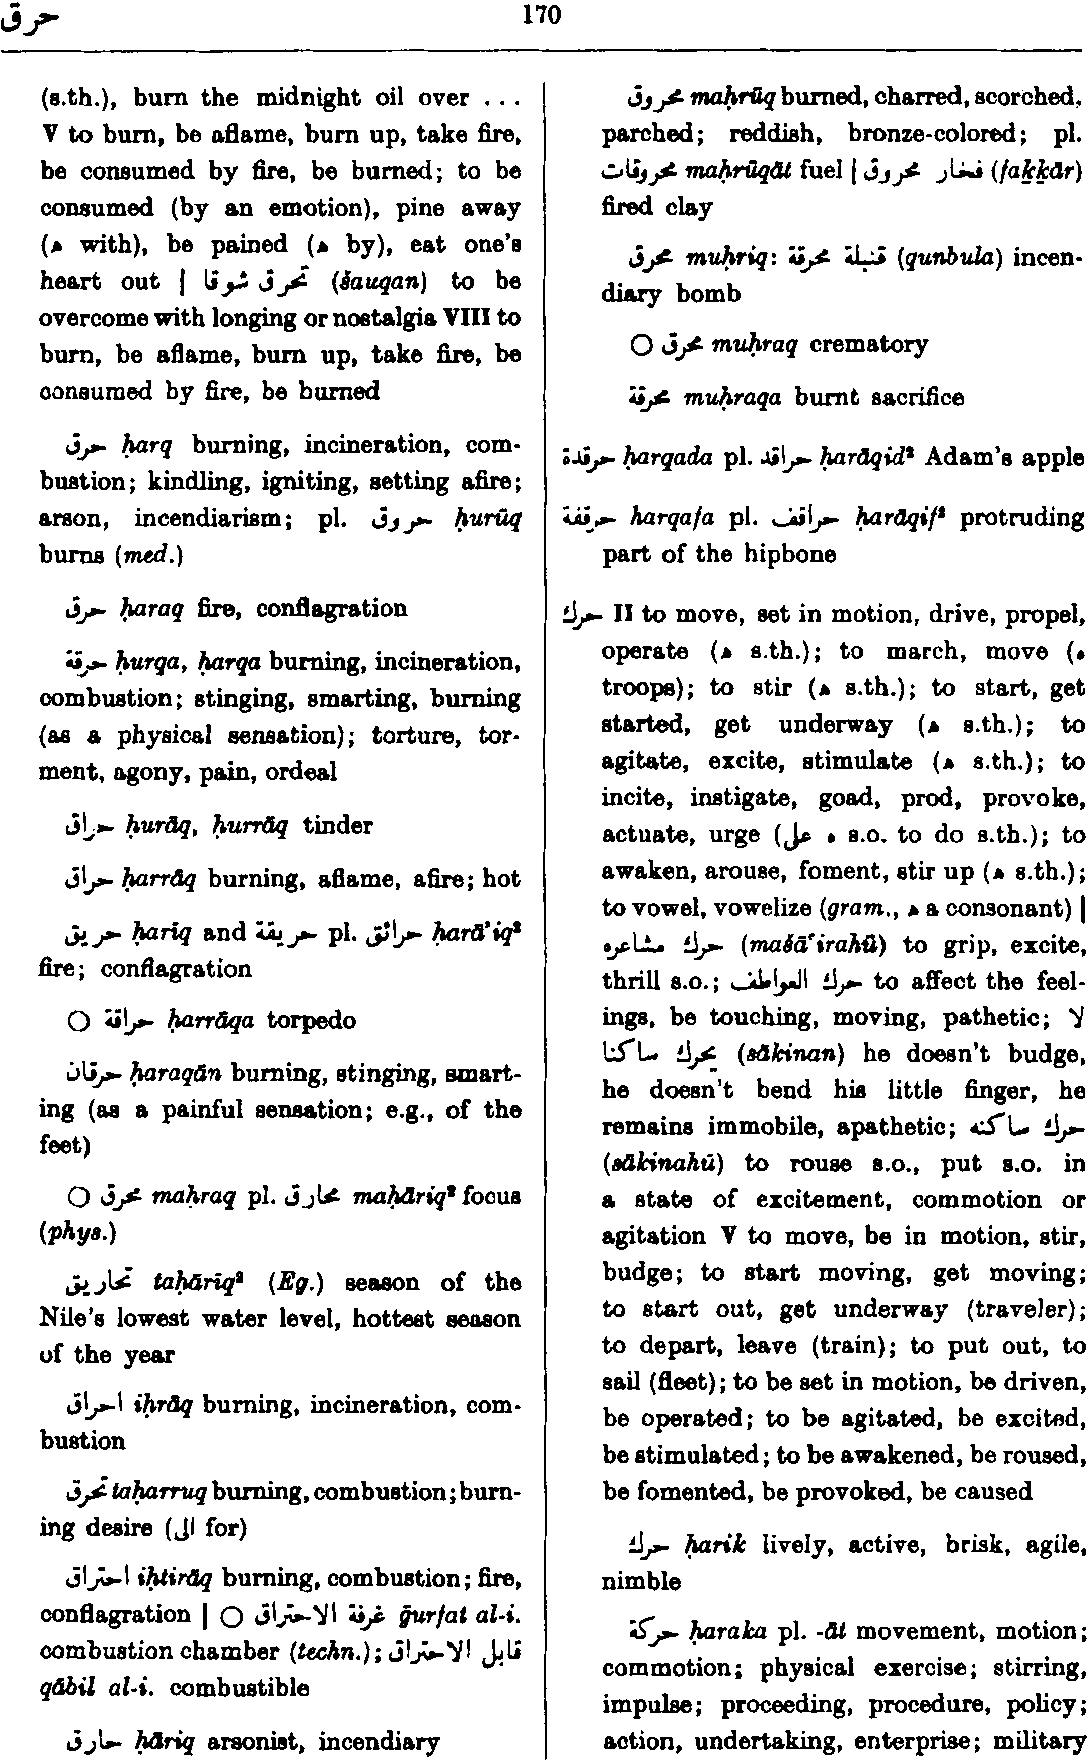 حرق
170
(s.th.), burn the midnight oil over ...
V to burn, be aflame, burn up, take fire,
be consumed by fire, be burned; to be
consumed (by an emotion), pine away
(ه with), be pained (ه by), eat one's
heart out | تحرق شوقا (šauqan) to be
overcome with longing or nostalgia VIII to
burn, be aflame, burn up, take fire, be
consumed by fire, be burned
حرق ḥarq burning, incineration, com-
bustion; kindling, igniting, setting afire;
arson, incendiarism; pl. حروق ḥurūq
burns (med.)
حرق ḥaraq fire, conflagration
حرقة ḥurqa, ḥarqa burning, incineration,
combustion; stinging, smarting, burning
(as a physical sensation); torture, tor-
ment, agony, pain, ordeal
حراق ḥurāq, ḥurrāq tinder
حراق ḥarrāq burning, aflame, afire; hot
حريق ḥarīq and حريقة pl. حرائق ḥarā'iq²
fire; conflagration
○ حراقة ḥarrāqa torpedo
حرقان ḥaraqān burning, stinging, smart-
ing (as a painful sensation; e.g., of the
feet)
○ محرق maḥraq pl. محارق maḥāriq² focus
(phys.)
تحاريق taḥārīq² (Eg.) season of the
Nile's lowest water level, hottest season
of the year
احراق iḥrāq burning, incineration, com-
bustion
تحرق taḥarruq burning, combustion; burn-
ing desire (الى for)
احتراق iḥtirāq burning, combustion; fire,
conflagration | ○ غرفة الاحتراق ḡurfat al-i.
combustion chamber (techn.); قابل الاحتراق
qābil al-i. combustible
حارق ḥāriq arsonist, incendiary
محروق maḥrūq burned, charred, scorched,
parched; reddish, bronze-colored; pl.
محروقات maḥrūqāt fuel | فخار محروق (fakkār)
fired clay
محرق muḥriq: قنبلة محرقة (qunbula) incen-
diary bomb
○ محرق muḥraq crematory
محرقة muḥraqa burnt sacrifice
حرقدة ḥarqada pl. حراقد ḥarāqid² Adam's apple
حرقفة ḥarqafa pl. حراقف ḥarāqif² protruding
part of the hipbone
حرك II to move, set in motion, drive, propel,
operate (ه s.th.); to march, move (ه
troops); to stir (ه s.th.); to start, get
started, get underway (ه s.th.); to
agitate, excite, stimulate (ه s.th.); to
incite, instigate, goad, prod, provoke,
actuate, urge (ه على s.o. to do s.th.); to
awaken, arouse, foment, stir up (ه s.th.);
to vowel, vowelize (gram., ه a consonant) |
حرك مشاعره (mašā'irahū) to grip, excite,
thrill s.o.; حرك العواطف to affect the feel-
ings, be touching, moving, pathetic; لا
يحرك ساكنا (sākinan) he doesn't budge,
he doesn't bend his little finger, he
remains immobile, apathetic; حرك ساكنه
(sākinahū) to rouse s.o., put s.o. in
a state of excitement, commotion or
agitation V to move, be in motion, stir,
budge; to start moving, get moving;
to start out, get underway (traveler);
to depart, leave (train); to put out, to
sail (fleet); to be set in motion, be driven,
be operated; to be agitated, be excited,
be stimulated; to be awakened, be roused,
be fomented, be provoked, be caused
حرك ḥarik lively, active, brisk, agile,
nimble
حركة ḥaraka pl. -āt movement, motion;
commotion; physical exercise; stirring,
impulse; proceeding, procedure, policy;
action, undertaking, enterprise; military